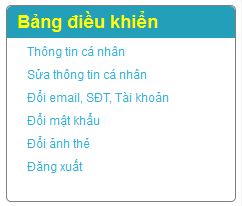 Bảng điều khiển
Thông tin cá nhân
Sửa thông tin cá nhân
Đổi email, SĐT, Tài khoản
Đổi mật khẩu
Đổi ảnh thẻ
Đăng xuất